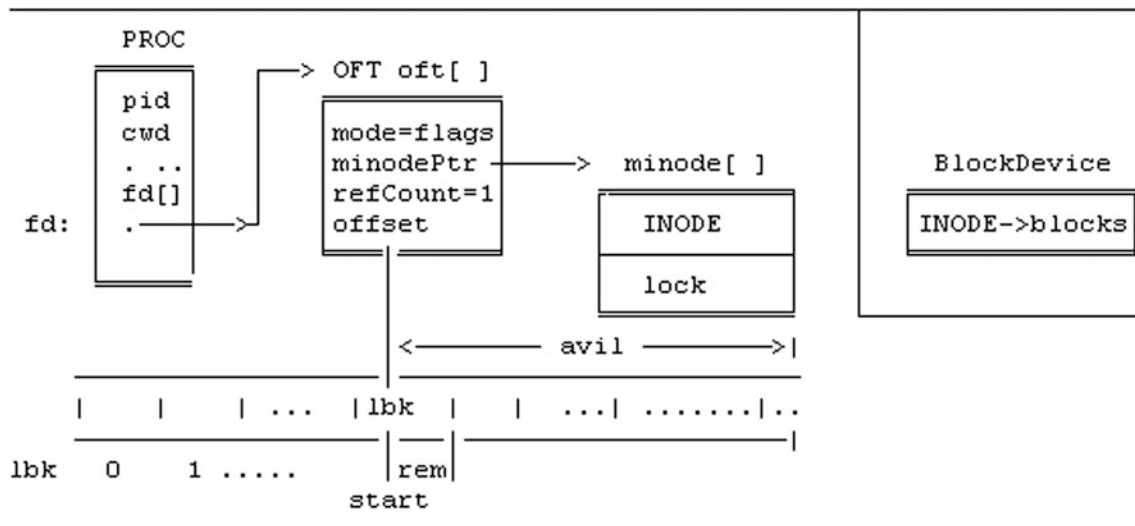 PROC
OFT oft[ ]
pid
cwd
. ..
fd[]
fd: .
mode=flags
minodePtr
refCount=1
offset
minode[ ]
INODE
lock
BlockDevice
INODE->blocks
avil
| | | ... |lbk | | ...| .......|..
lbk 0 1 ..... |rem|
start